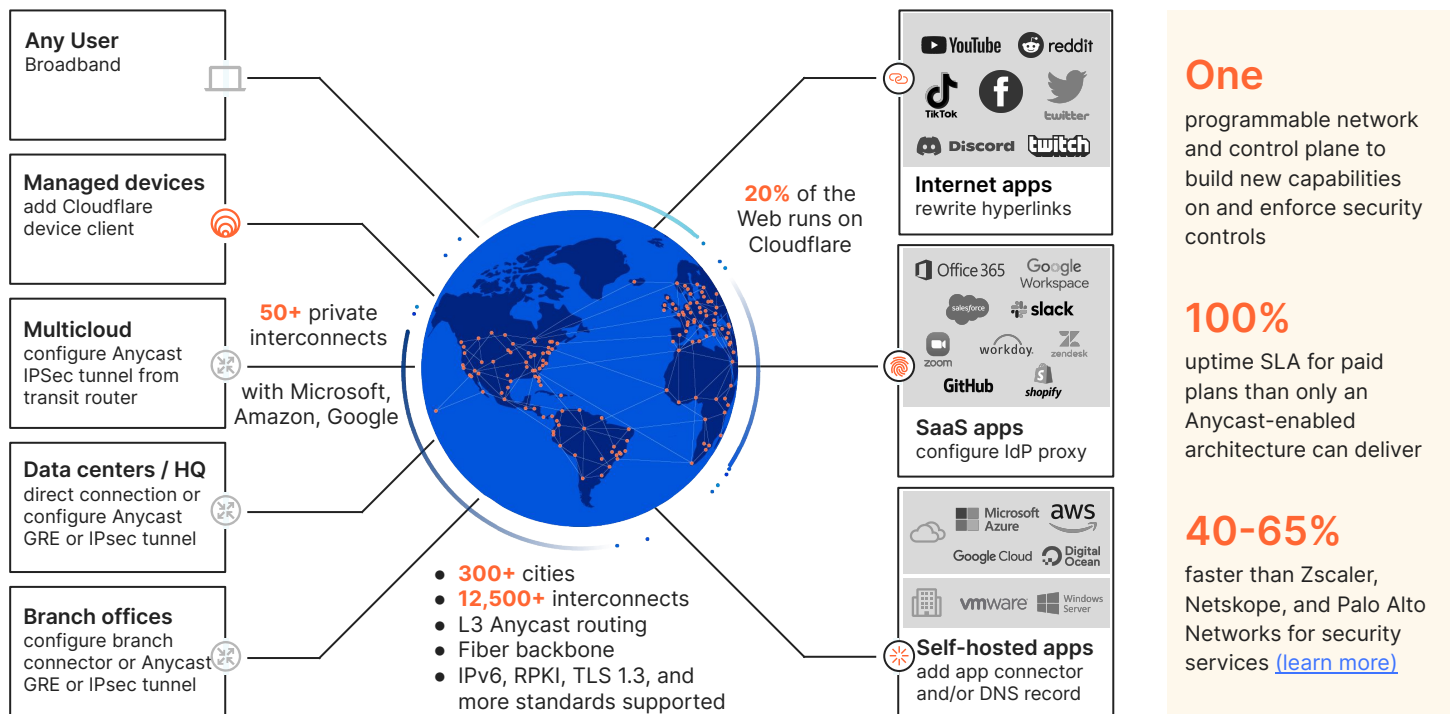 Any User
Broadband
Managed devices
add Cloudflare
device client
Multicloud
configure Anycast
IPSec tunnel from
transit router
Data centers / HQ
direct connection or
configure Anycast
GRE or IPsec tunnel
Branch offices
configure branch
connector or Anycast
GRE or IPsec tunnel
50+ private
interconnects
with Microsoft,
Amazon, Google
20% of the
Web runs on
Cloudflare
• 300+ cities
• 12,500+ interconnects
• L3 Anycast routing
• Fiber backbone
• IPv6, RPKI, TLS 1.3, and
more standards supported
YouTube reddit
TikTok twitter
Discord twitch
Internet apps
rewrite hyperlinks
Office 365 Google
Workspace
salesforce slack
zoom workday. zendesk
GitHub shopify
SaaS apps
configure IdP proxy
Microsoft
Azure
aws
Google Cloud
Digital
Ocean
vmware
Windows
Server
Self-hosted apps
add app connector
and/or DNS record
One
programmable network
and control plane to
build new capabilities
on and enforce security
controls
100%
uptime SLA for paid
plans than only an
Anycast-enabled
architecture can deliver
40-65%
faster than Zscaler,
Netskope, and Palo Alto
Networks for security
services (learn more)